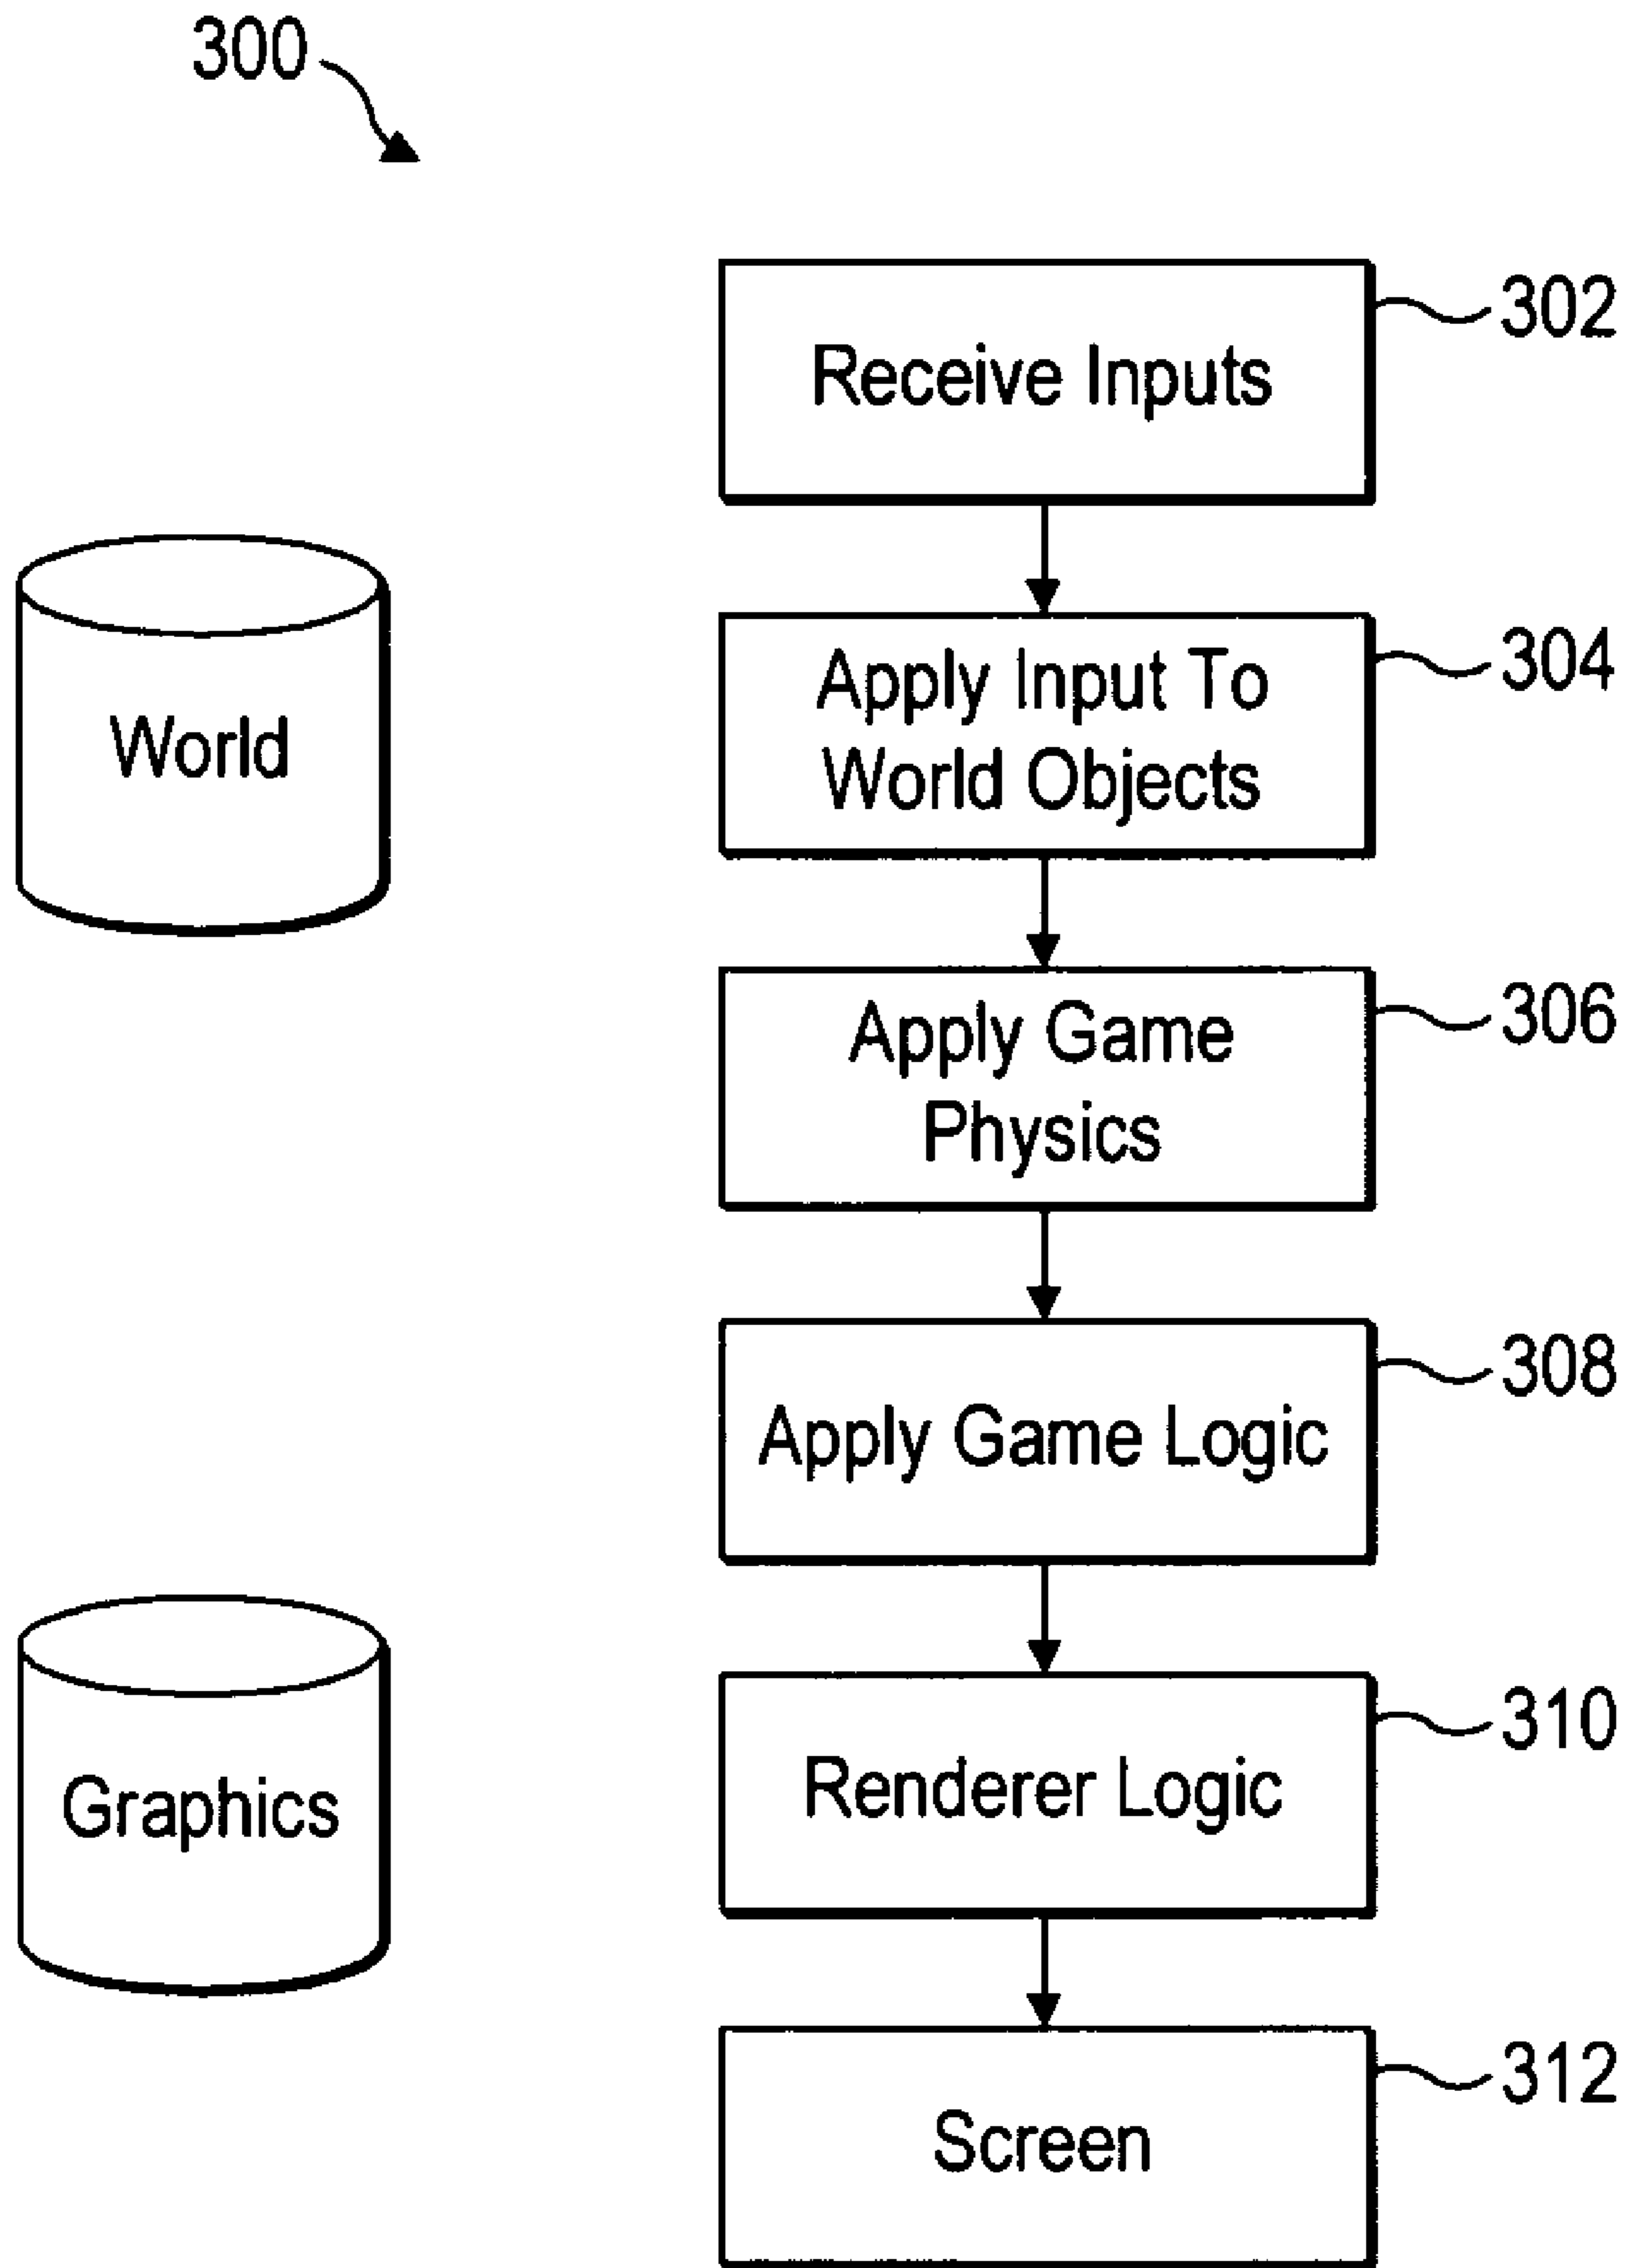 300
Receive Inputs
302
World
Apply Input To
World Objects
304
Apply Game
Physics
306
Apply Game Logic
308
Graphics
Renderer Logic
310
Screen
312